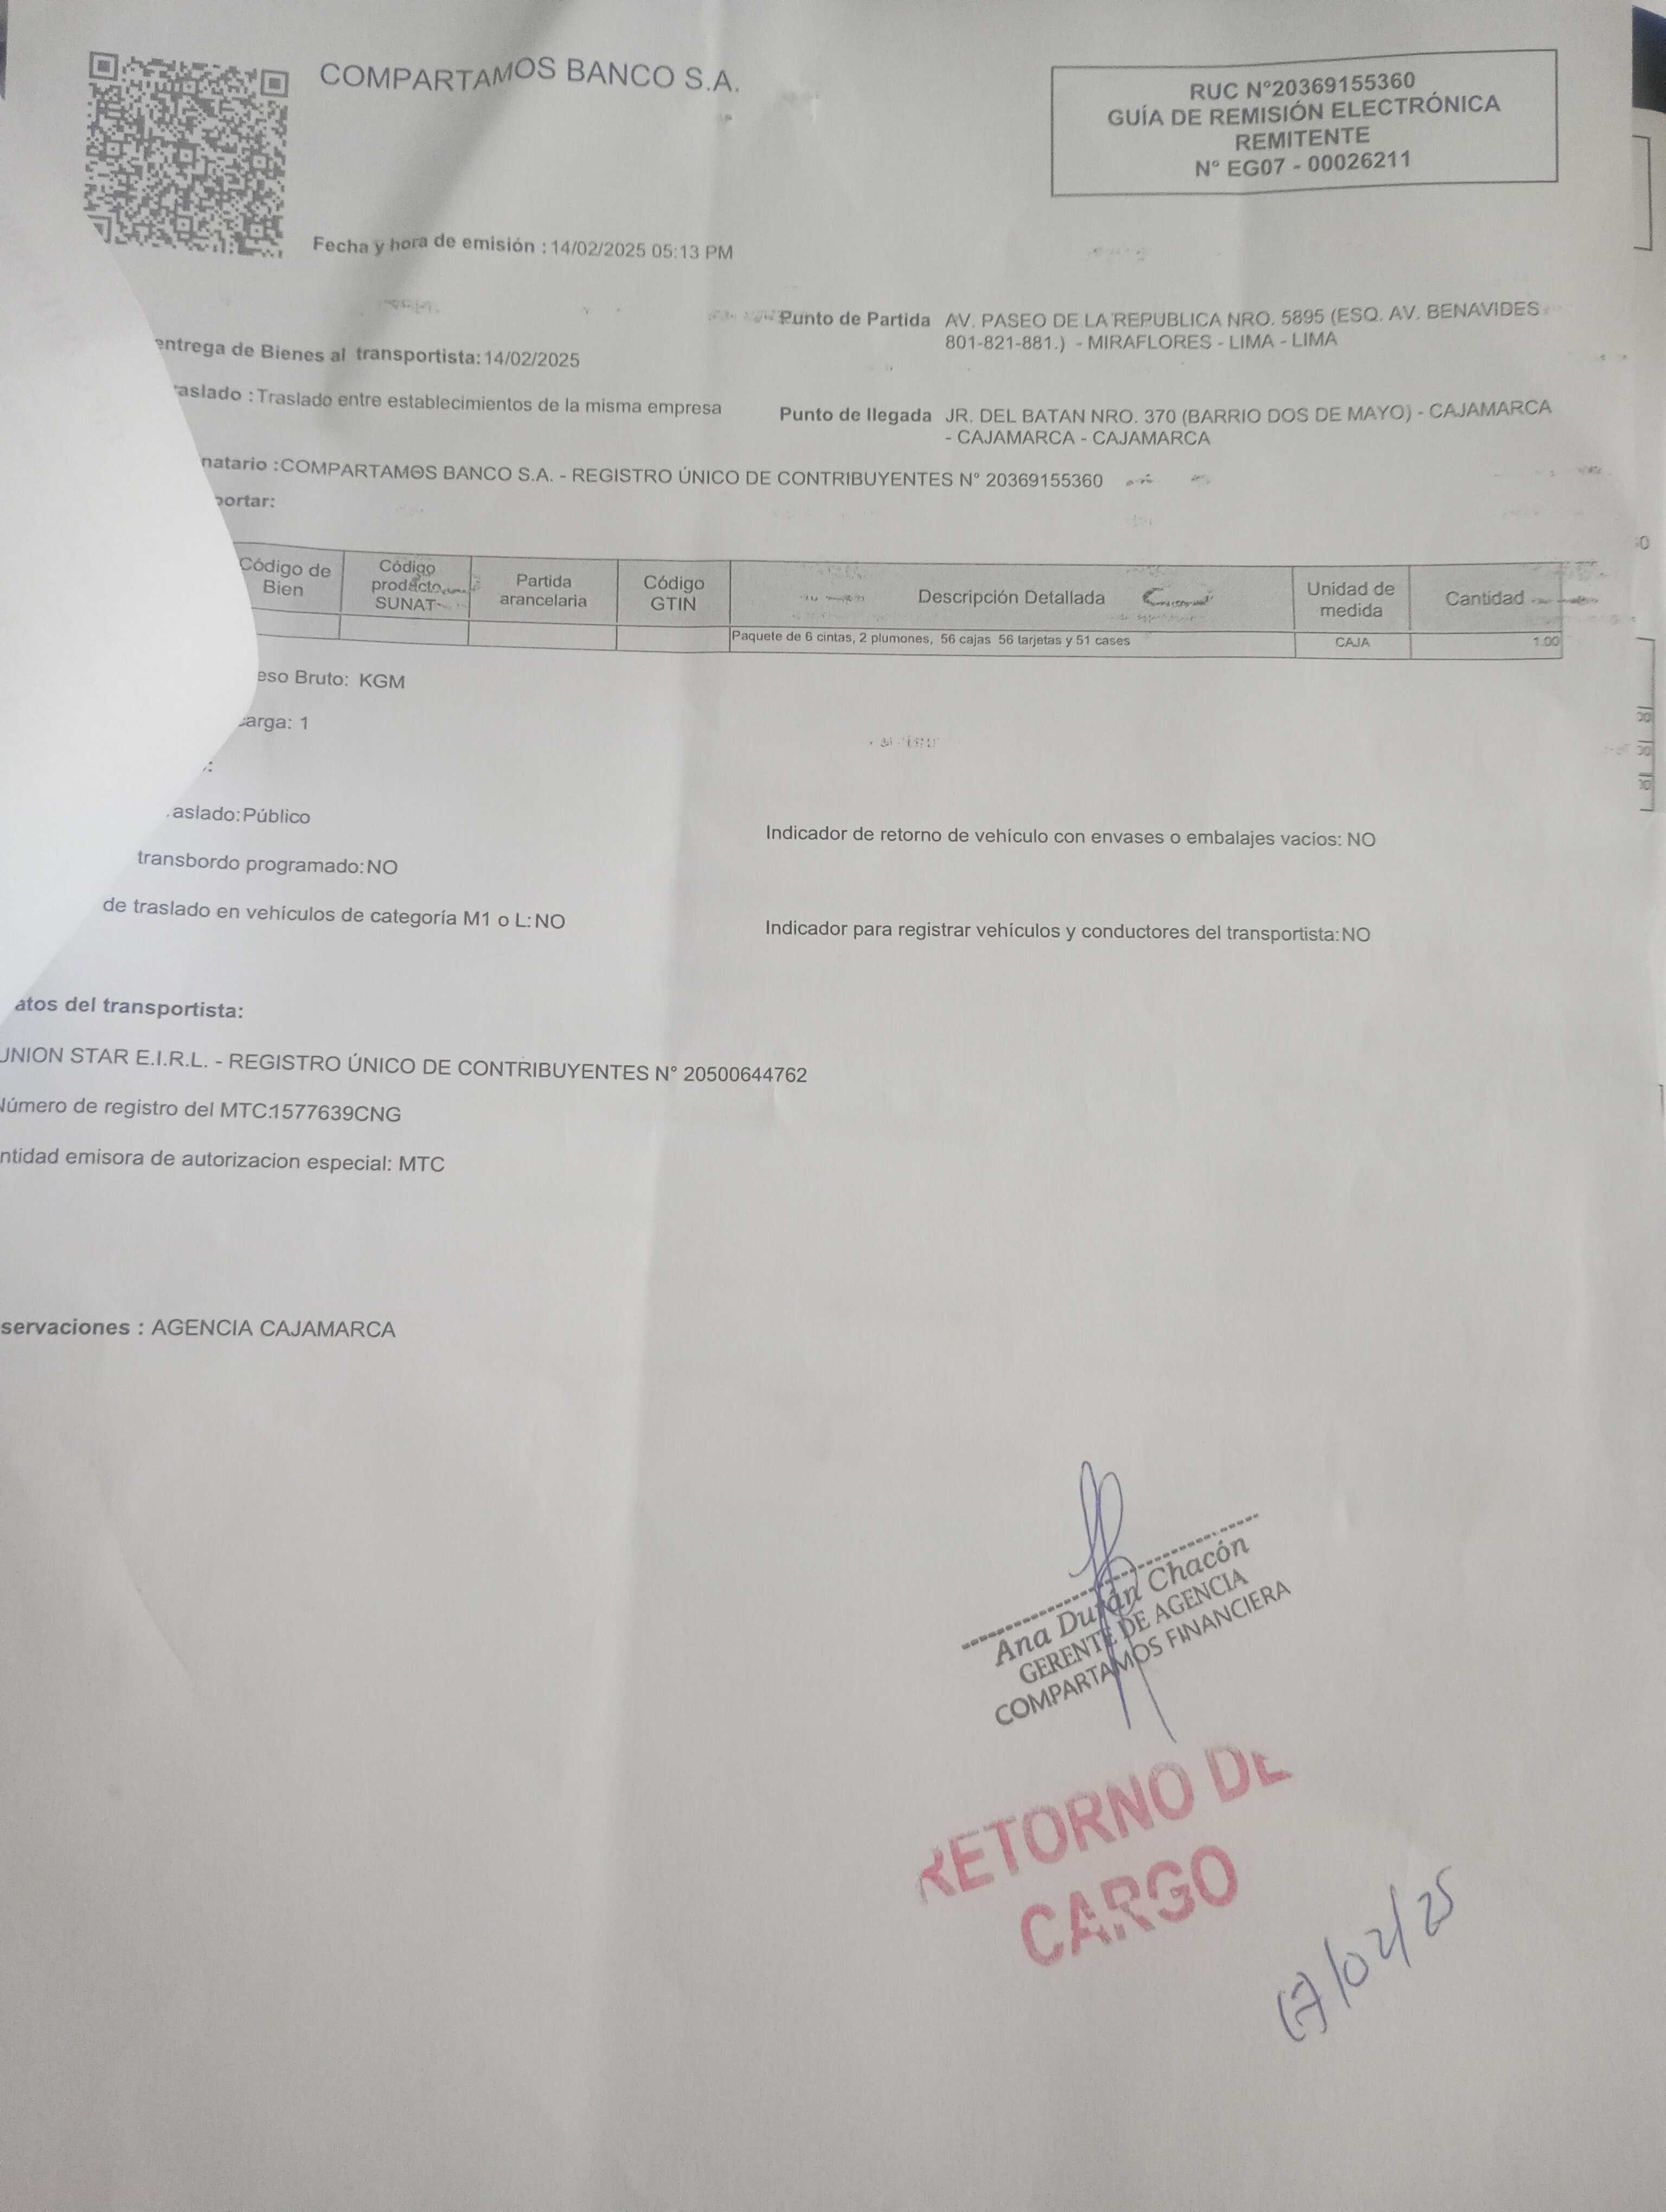 COMPARTAMOS BANCO S.A.
RUC N°20369155360
GUÍA DE REMISIÓN ELECTRÓNICA
REMITENTE
N° EG07 - 00026211
Fecha y hora de emisión : 14/02/2025 05:13 PM
entrega de Bienes al transportista: 14/02/2025
Punto de Partida AV. PASEO DE LA REPUBLICA NRO. 5895 (ESQ. AV. BENAVIDES
801-821-881.) - MIRAFLORES - LIMA - LIMA
raslado : Traslado entre establecimientos de la misma empresa
Punto de llegada JR. DEL BATAN NRO. 370 (BARRIO DOS DE MAYO) - CAJAMARCA
- CAJAMARCA - CAJAMARCA
natario : COMPARTAMOS BANCO S.A. - REGISTRO ÚNICO DE CONTRIBUYENTES N° 20369155360
portar:
Código de Bien Código producto SUNAT Partida arancelaria Código GTIN Descripción Detallada Unidad de medida Cantidad
Paquete de 6 cintas, 2 plumones, 56 cajas 56 tarjetas y 51 cases CAJA 1.00
eso Bruto: KGM
carga: 1
:
aslado: Público
Indicador de retorno de vehículo con envases o embalajes vacíos: NO
transbordo programado: NO
de traslado en vehículos de categoría M1 o L: NO
Indicador para registrar vehículos y conductores del transportista: NO
atos del transportista:
UNION STAR E.I.R.L. - REGISTRO ÚNICO DE CONTRIBUYENTES N° 20500644762
Número de registro del MTC:1577639CNG
ntidad emisora de autorizacion especial: MTC
servaciones : AGENCIA CAJAMARCA
Ana Durán Chacón
GERENTE DE AGENCIA
COMPARTAMOS FINANCIERA
RETORNO DE
CARGO
17/02/25